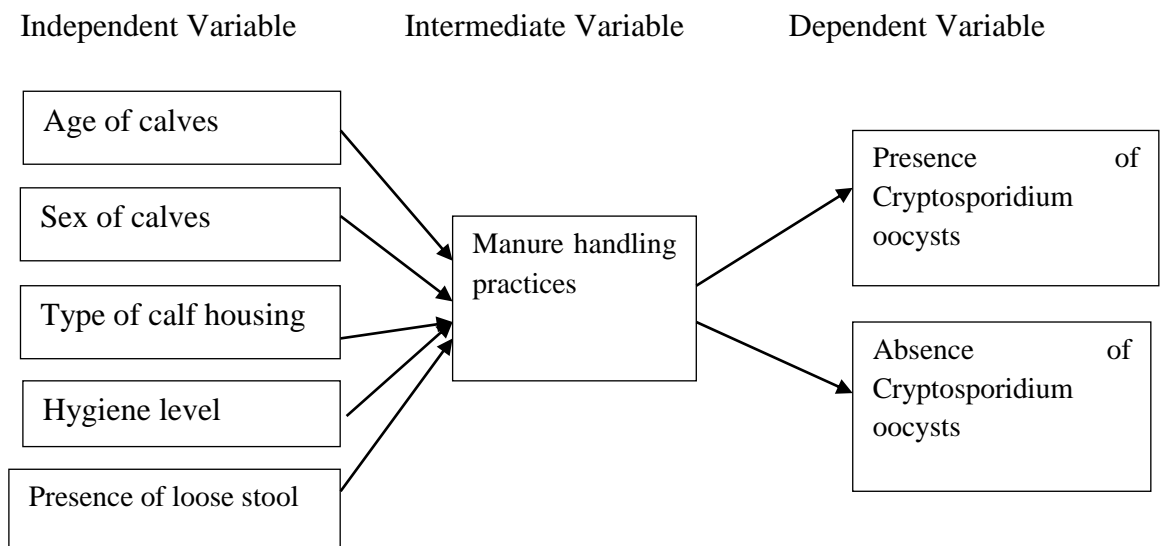 Independent Variable Intermediate Variable Dependent Variable
Age of calves
Sex of calves
Type of calf housing
Hygiene level
Presence of loose stool
Manure handling
practices
Presence of
Cryptosporidium
oocysts
Absence of
Cryptosporidium
oocysts